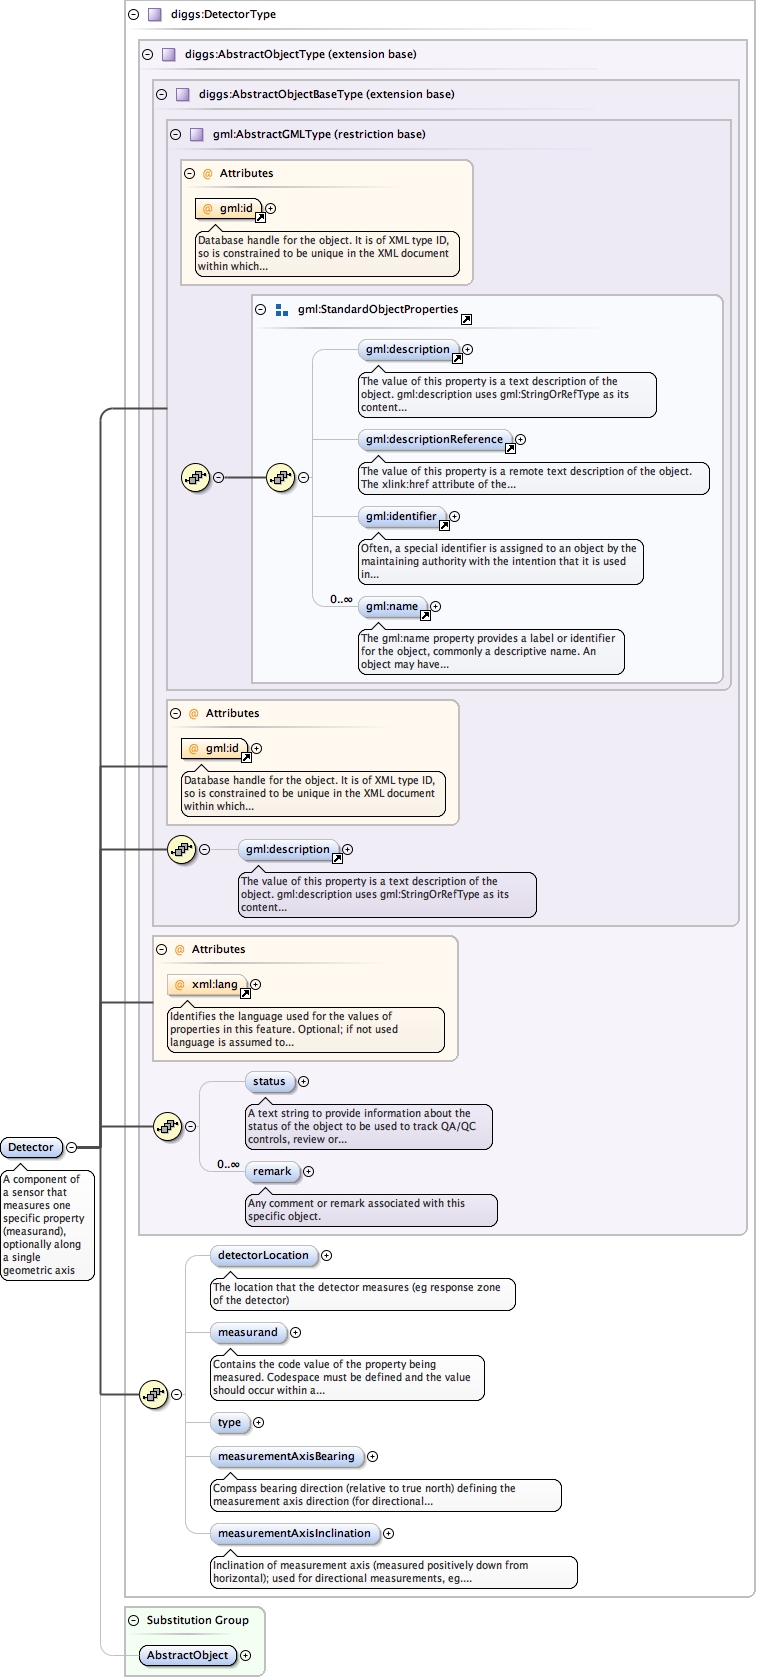 diggs:DetectorType
diggs:AbstractObjectType (extension base)
diggs:AbstractObjectBaseType (extension base)
gml:AbstractGMLType (restriction base)
@ Attributes
@ gml:id
Database handle for the object. It is of XML type ID,
so is constrained to be unique in the XML document
within which...
gml:StandardObjectProperties
gml:description
The value of this property is a text description of the
object. gml:description uses gml:StringOrRefType as its
content...
gml:descriptionReference
The value of this property is a remote text description of the object.
The xlink:href attribute of the...
gml:identifier
Often, a special identifier is assigned to an object by the
maintaining authority with the intention that it is used
in...
0..∞
gml:name
The gml:name property provides a label or identifier
for the object, commonly a descriptive name. An
object may have...
@ Attributes
@ gml:id
Database handle for the object. It is of XML type ID,
so is constrained to be unique in the XML document
within which...
gml:description
The value of this property is a text description of the
object. gml:description uses gml:StringOrRefType as its
content...
@ Attributes
@ xml:lang
Identifies the language used for the values of
properties in this feature. Optional; if not used
language is assumed to...
status
A text string to provide information about the
status of the object to be used to track QA/QC
controls, review or...
0..∞
remark
Any comment or remark associated with this
specific object.
Detector
A component of
a sensor that
measures one
specific property
(measurand),
optionally along
a single
geometric axis
detectorLocation
The location that the detector measures (eg response zone
of the detector)
measurand
Contains the code value of the property being
measured. Codespace must be defined and the value
should occur within a...
type
measurementAxisBearing
Compass bearing direction (relative to true north) defining the
measurement axis direction (for directional...
measurementAxisInclination
Inclination of measurement axis (measured positively down from
horizontal); used for directional measurements, eg....
Substitution Group
AbstractObject